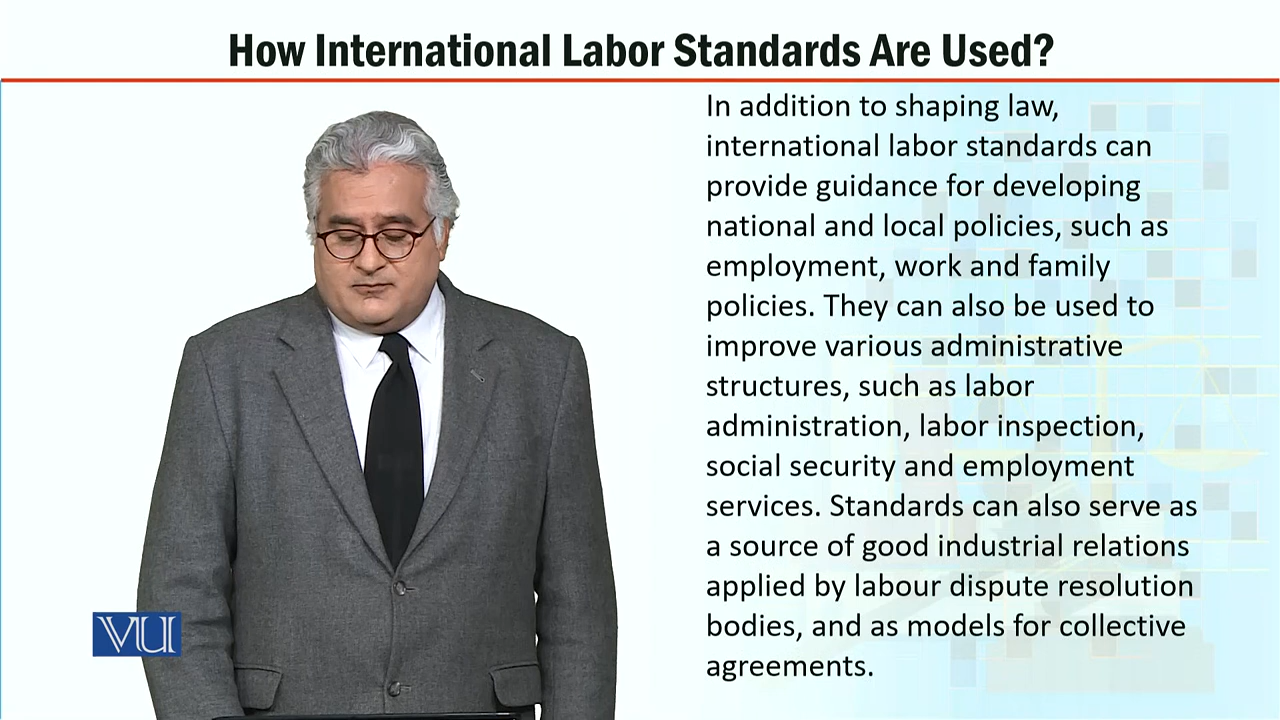 How International Labor Standards Are Used?
In addition to shaping law,
international labor standards can
provide guidance for developing
national and local policies, such as
employment, work and family
policies. They can also be used to
improve various administrative
structures, such as labor
administration, labor inspection,
social security and employment
services. Standards can also serve as
a source of good industrial relations
applied by labour dispute resolution
bodies, and as models for collective
agreements.
VU